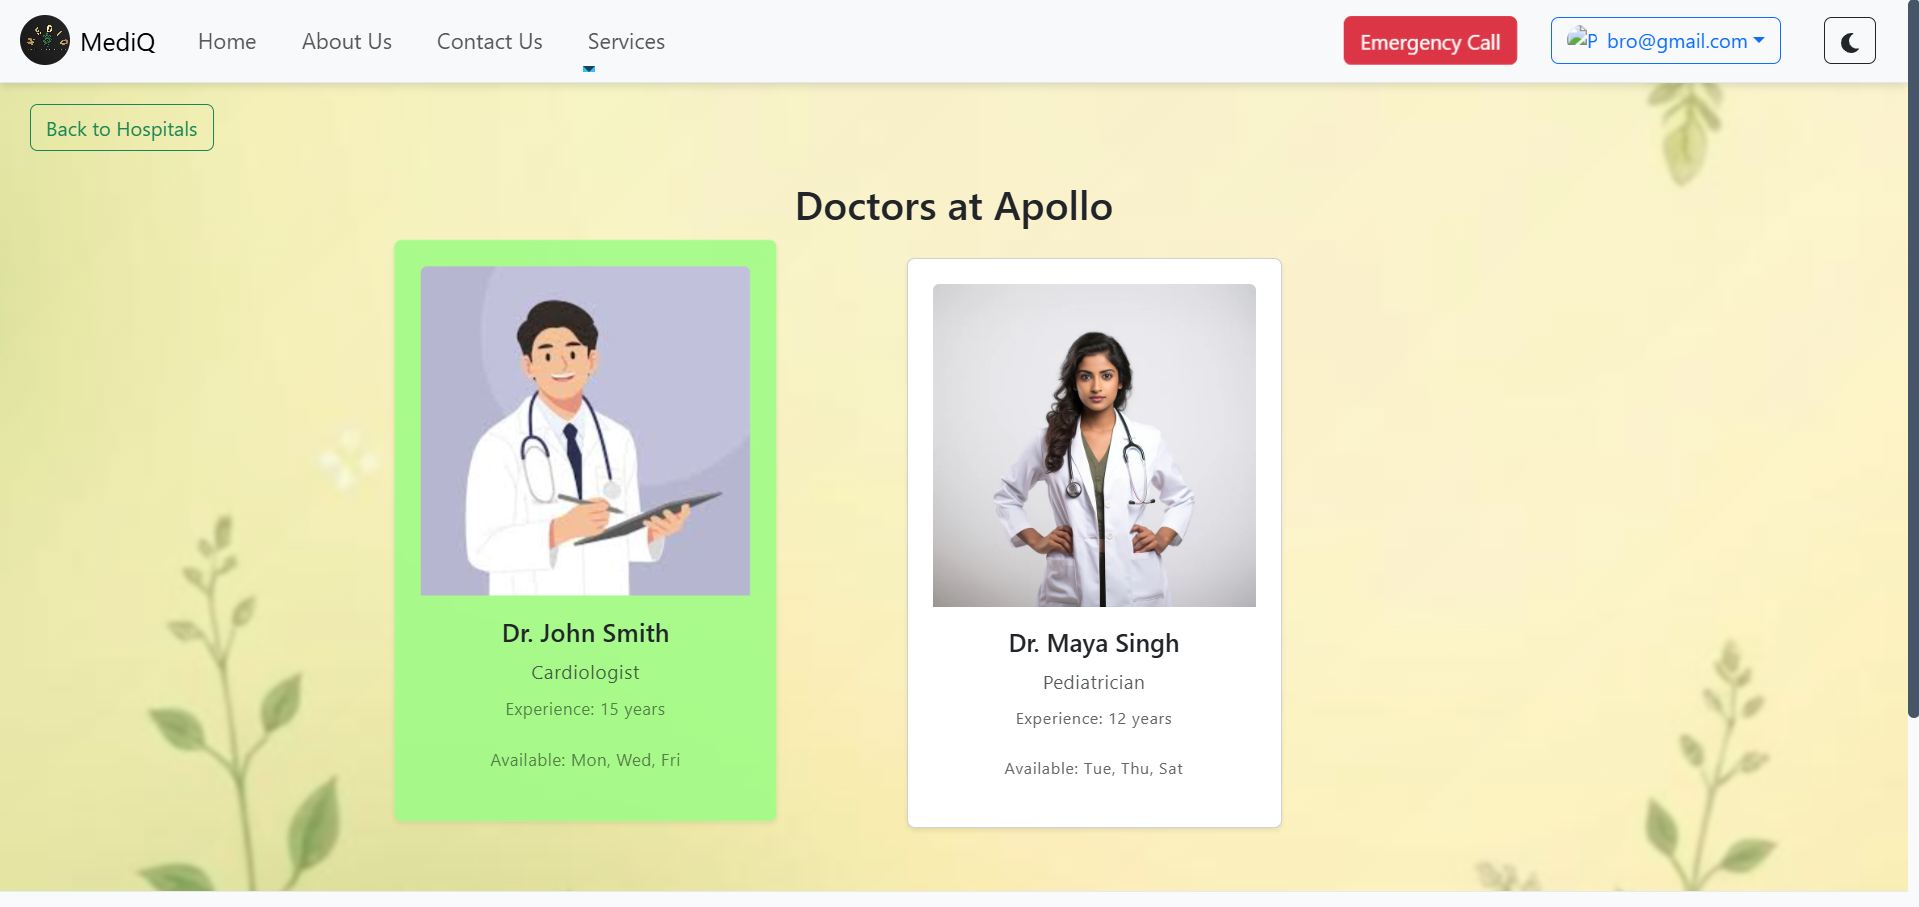 MediQ Home About Us Contact Us Services Emergency Call P bro@gmail.com
Back to Hospitals
Doctors at Apollo
Dr. John Smith
Cardiologist
Experience: 15 years
Available: Mon, Wed, Fri
Dr. Maya Singh
Pediatrician
Experience: 12 years
Available: Tue, Thu, Sat